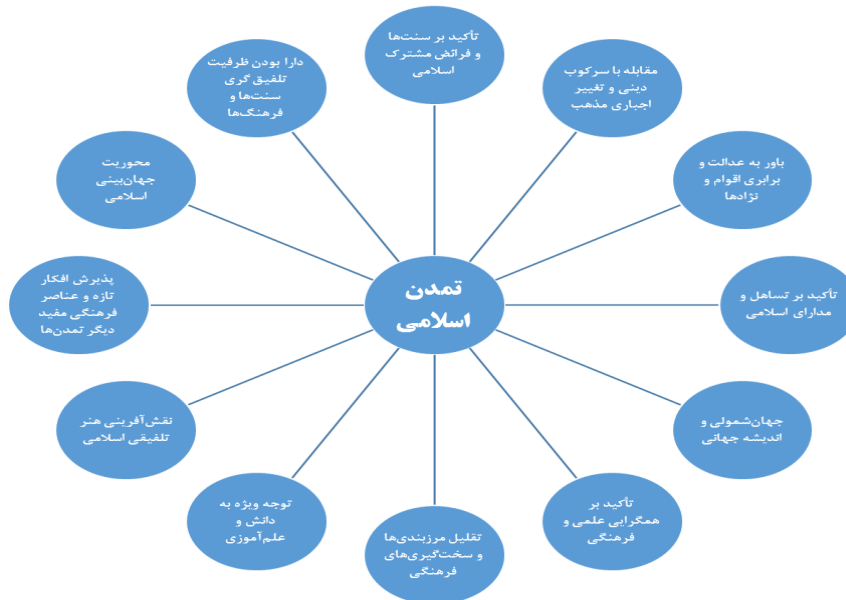 تمدن
اسلامی
تأکید بر سنت‌ها
و فرائض مشترک
اسلامی
مقابله با سرکوب
دینی و تغییر
اجباری مذهب
باور به عدالت و
برابری اقوام و
نژادها
تأکید بر تساهل و
مدارای اسلامی
جهان‌شمولی و
اندیشه جهانی
تأکید بر
همگرایی علمی و
فرهنگی
تقلیل مرزبندی‌ها
و سخت‌گیری‌های
فرهنگی
توجه ویژه به
دانش و
علم‌آموزی
نقش‌آفرینی هنر
تلفیقی اسلامی
پذیرش افکار
تازه و عناصر
فرهنگی مفید
دیگر تمدن‌ها
محوریت
جهان‌بینی
اسلامی
دارا بودن ظرفیت
تلفیق گری
سنت‌ها و
فرهنگ‌ها